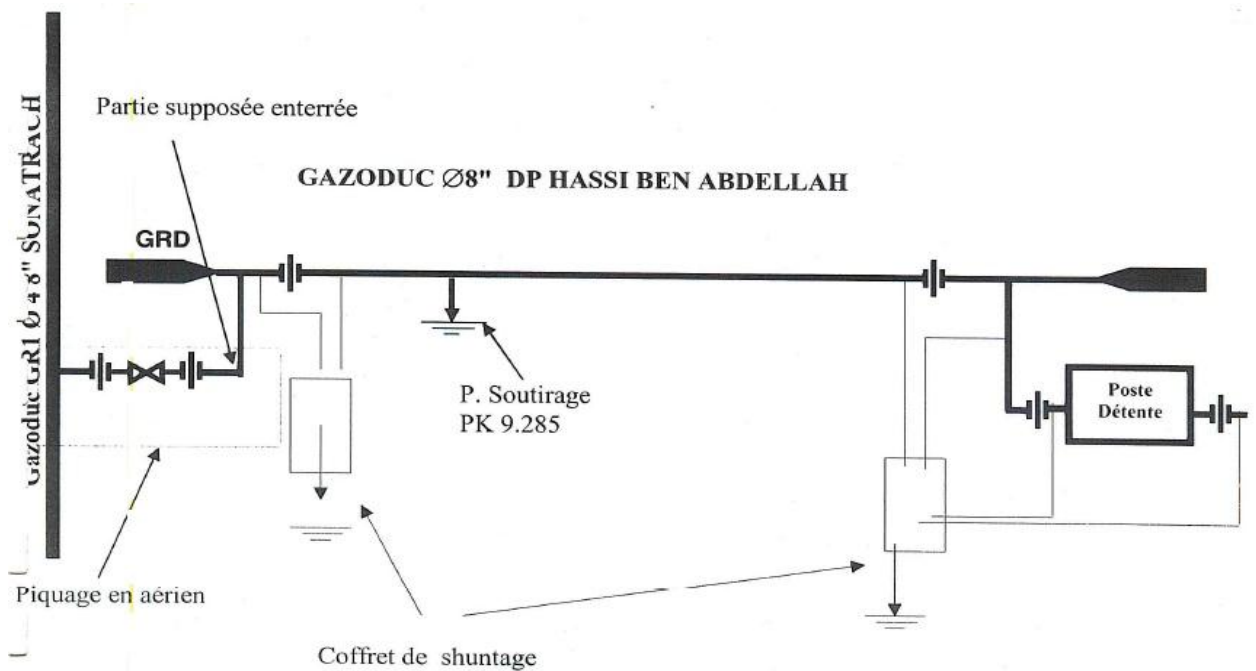 Gazoduc GR1 Ø 48" SONATRACH
Partie supposée enterrée
GAZODUC Ø8" DP HASSI BEN ABDELLAH
GRD
P. Soutirage
PK 9.285
Poste
Détente
Piquage en aérien
Coffret de shuntage